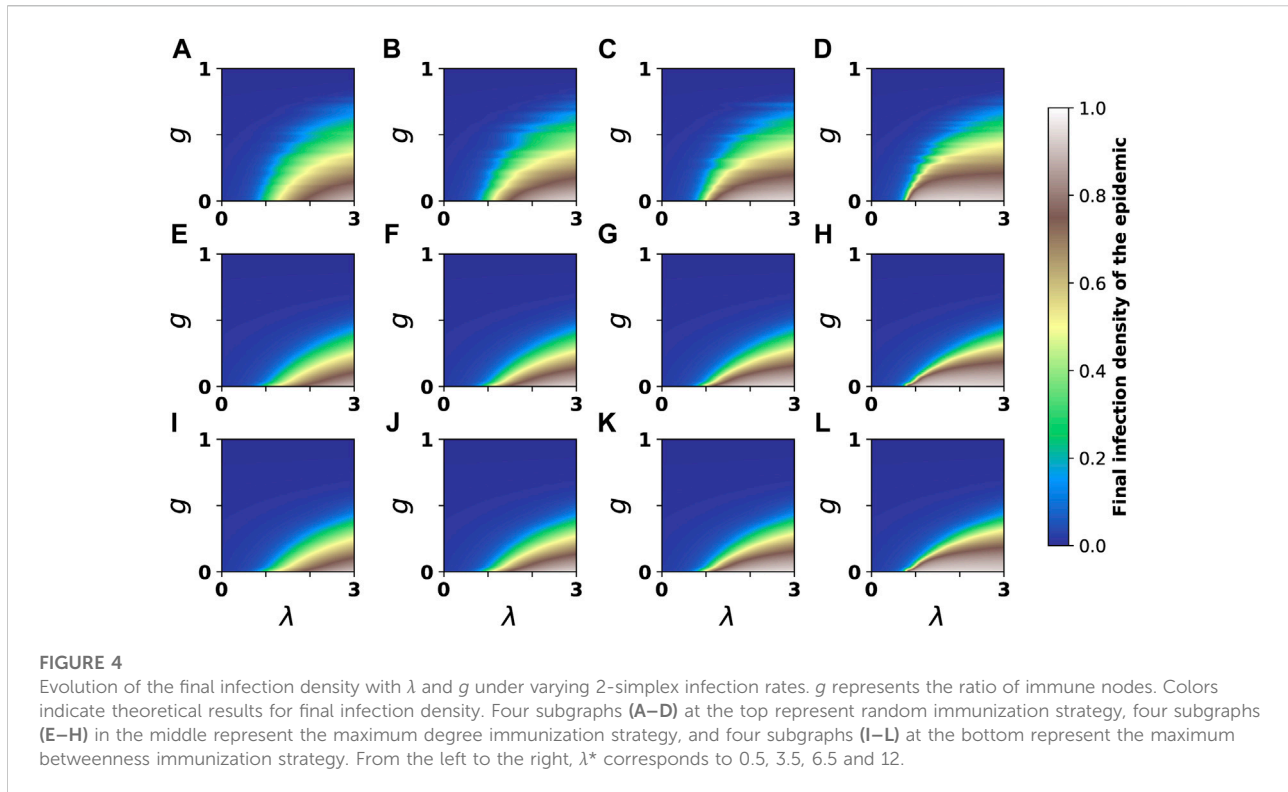 A B C D
1 1 1 1 1.0
g g g g
0 0 0 0 0.8
0 3 0 3 0 3 0 3
E F G H
1 1 1 1 0.6
g g g g
0 0 0 0 0.4
0 3 0 3 0 3 0 3
I J K L
1 1 1 1 0.2
g g g g
0 0 0 0 0.0
0 3 0 3 0 3 0 3
λ λ λ λ
Final infection density of the epidemic
FIGURE 4
Evolution of the final infection density with λ and g under varying 2-simplex infection rates. g represents the ratio of immune nodes. Colors
indicate theoretical results for final infection density. Four subgraphs (A–D) at the top represent random immunization strategy, four subgraphs
(E–H) in the middle represent the maximum degree immunization strategy, and four subgraphs (I–L) at the bottom represent the maximum
betweenness immunization strategy. From the left to the right, λ* corresponds to 0.5, 3.5, 6.5 and 12.